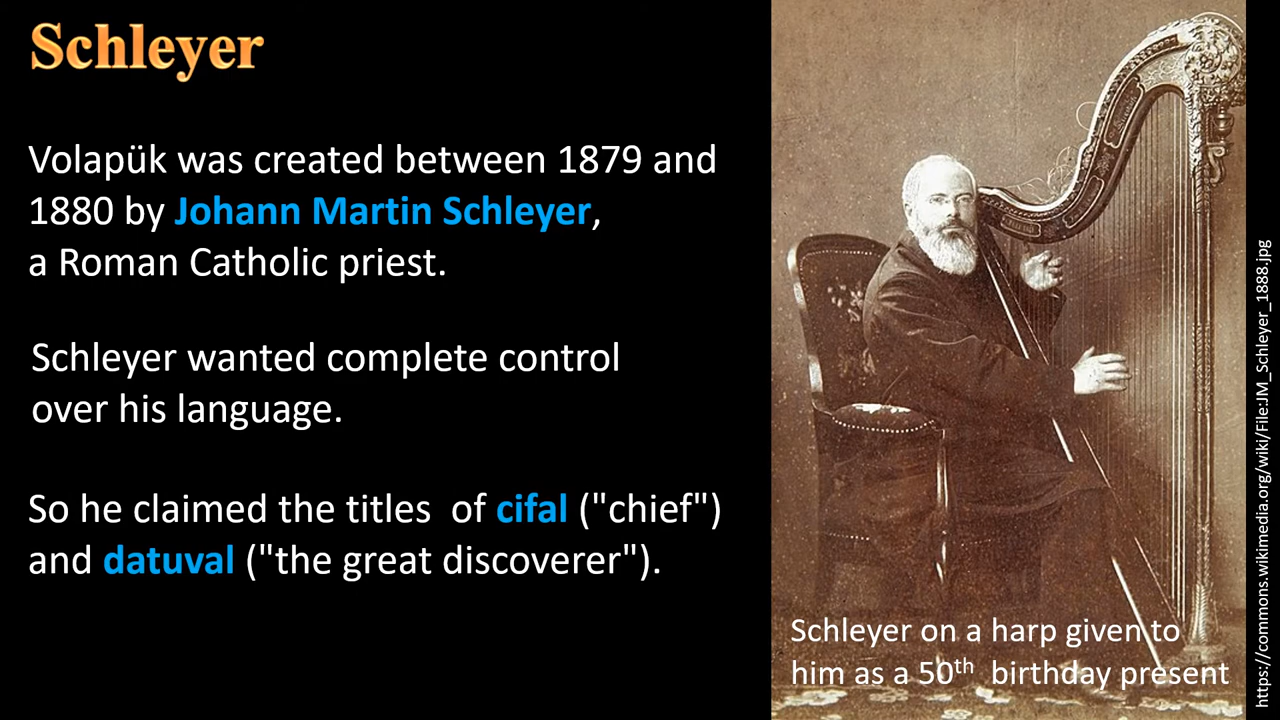 Schleyer
Volapük was created between 1879 and
1880 by Johann Martin Schleyer,
a Roman Catholic priest.
Schleyer wanted complete control
over his language.
So he claimed the titles  of cifal ("chief")
and datuval ("the great discoverer").
Schleyer on a harp given to
him as a 50th  birthday present
https://commons.wikimedia.org/wiki/File:JM_Schleyer_1888.jpg